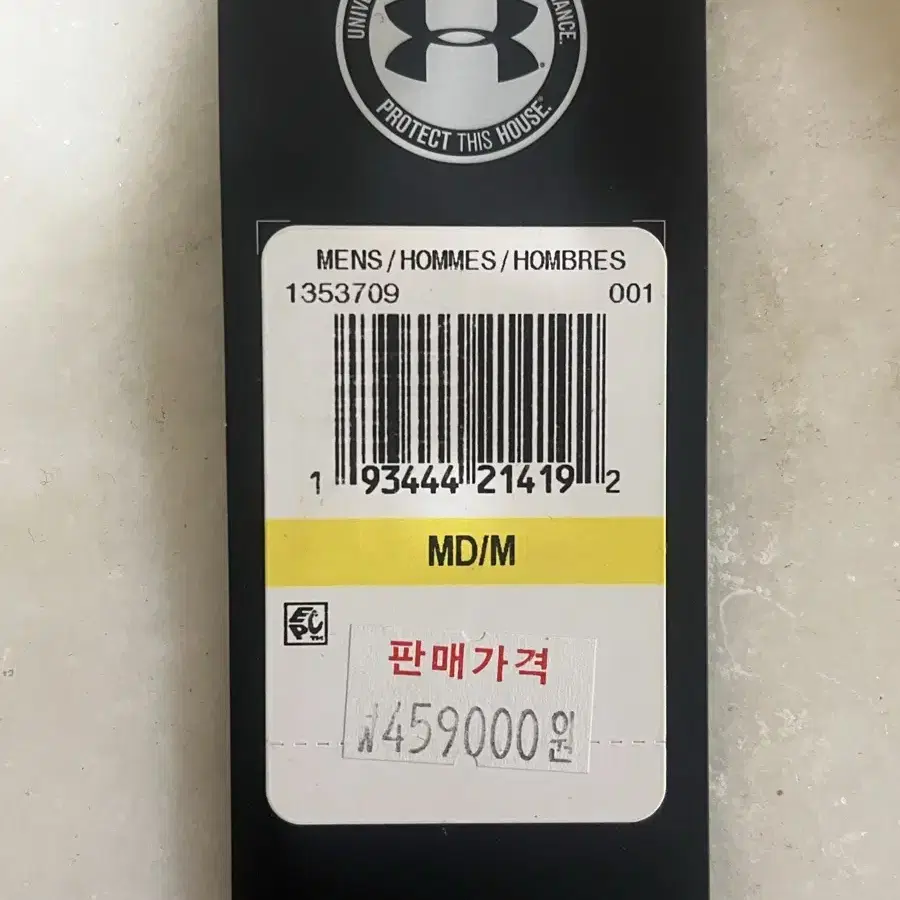 PROTECT THIS HOUSE.
MENS/HOMMES/HOMBRES
1353709 001
1 93444 21419 2
MD/M
EPC™
판매가격
₩459000원